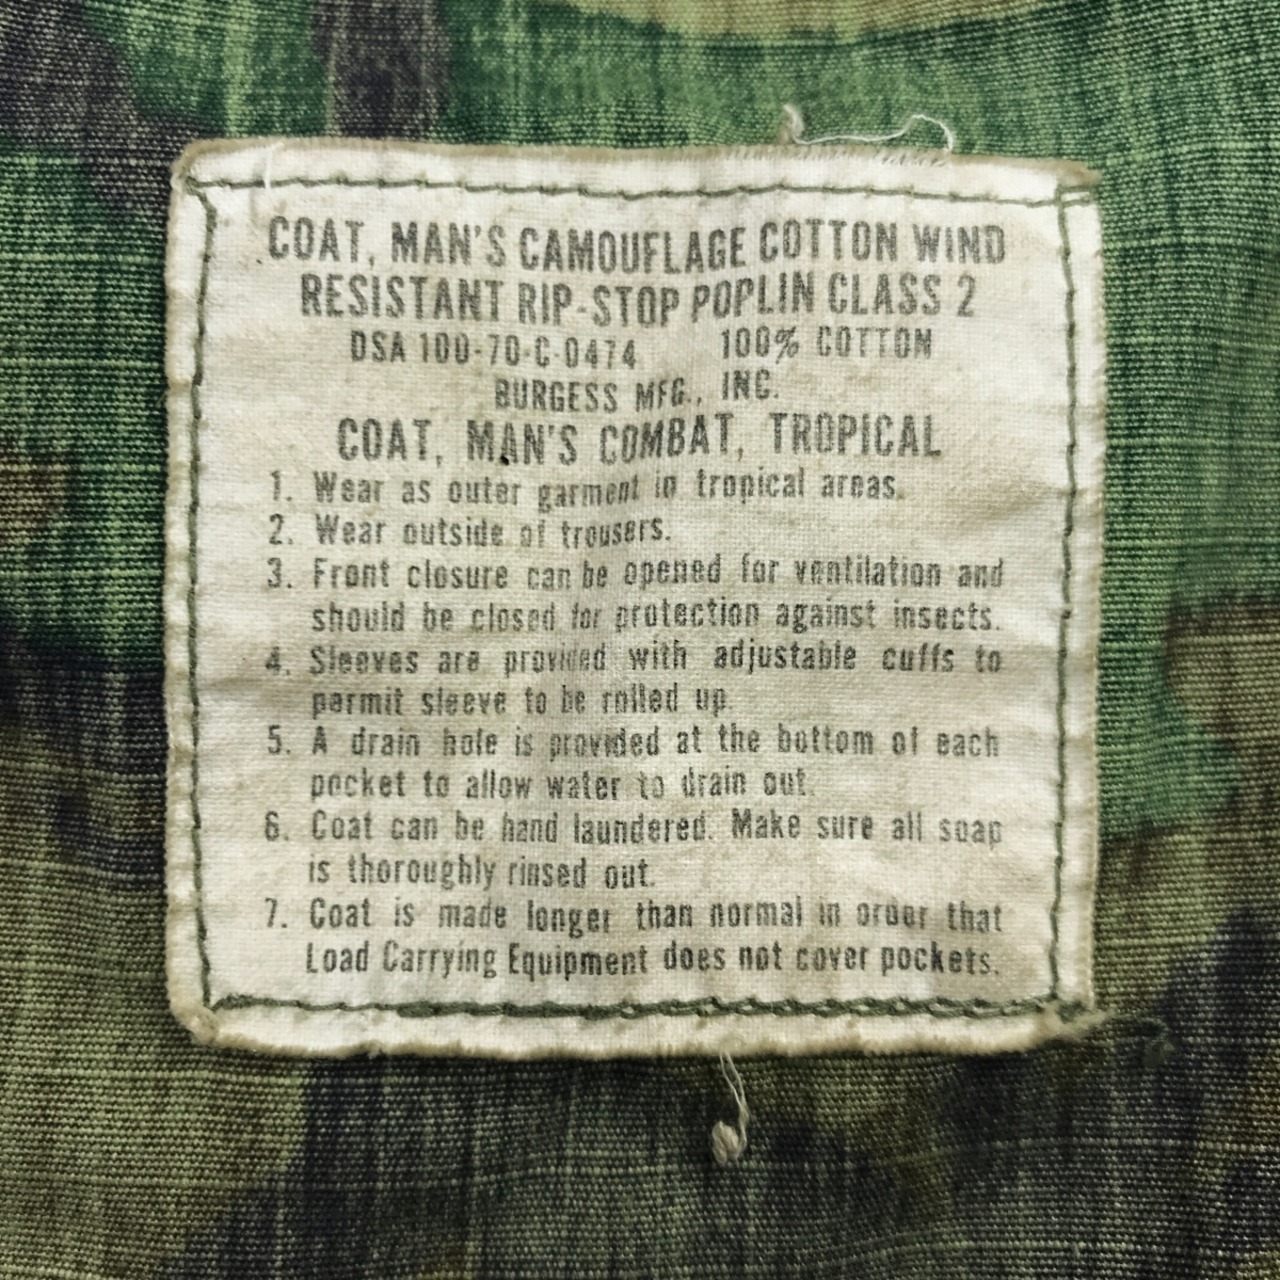 COAT, MAN'S CAMOUFLAGE COTTON WIND
RESISTANT RIP-STOP POPLIN CLASS 2
DSA 100-70-C-0474 100% COTTON
BURGESS MFG., INC.
COAT, MAN'S COMBAT, TROPICAL
1. Wear as outer garment in tropical areas.
2. Wear outside of trousers.
3. Front closure can be opened for ventilation and
should be closed for protection against insects.
4. Sleeves are provided with adjustable cuffs to
permit sleeve to be rolled up.
5. A drain hole is provided at the bottom of each
pocket to allow water to drain out.
6. Coat can be hand laundered. Make sure all soap
is thoroughly rinsed out.
7. Coat is made longer than normal in order that
Load Carrying Equipment does not cover pockets.